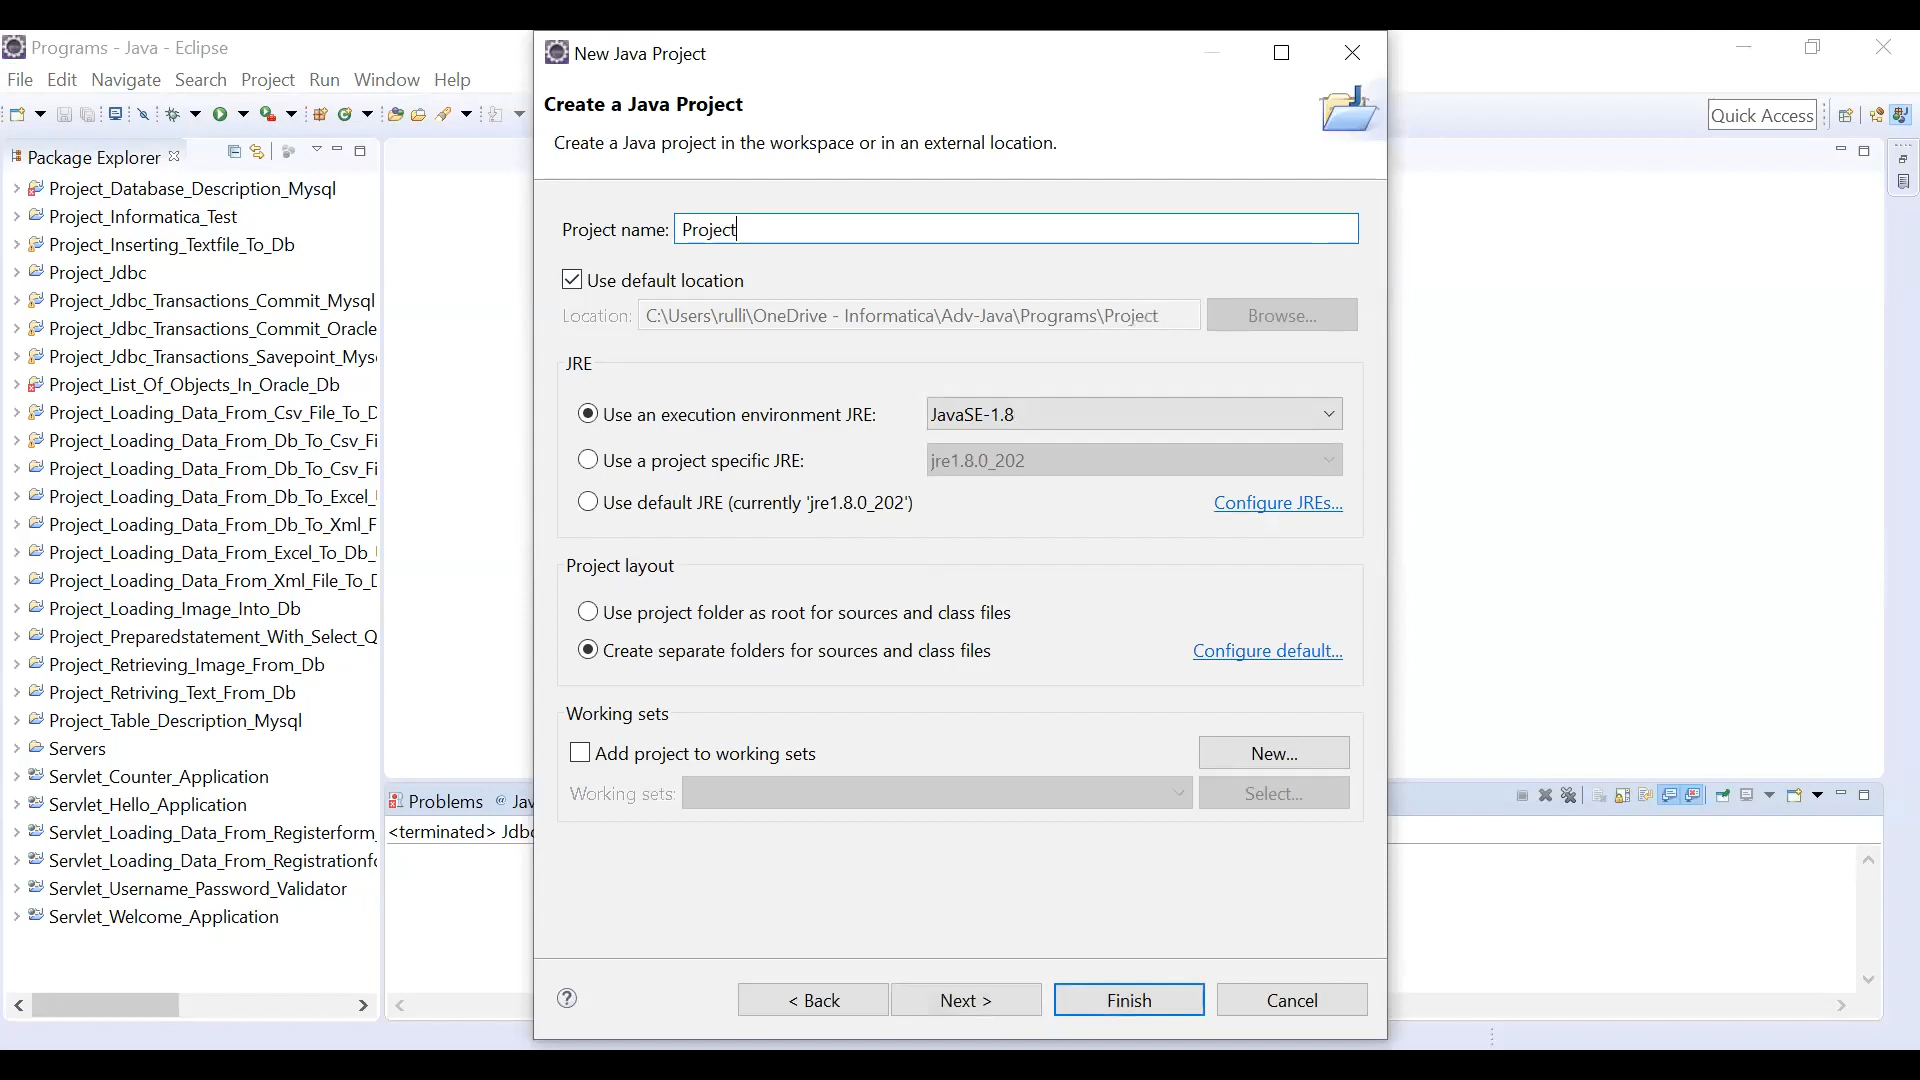 Programs - Java - Eclipse
File Edit Navigate Search Project Run Window Help
Quick Access
Package Explorer
Project_Database_Description_Mysql
Project_Informatica_Test
Project_Inserting_Textfile_To_Db
Project_Jdbc
Project_Jdbc_Transactions_Commit_Mysql
Project_Jdbc_Transactions_Commit_Oracle
Project_Jdbc_Transactions_Savepoint_Mys
Project_List_Of_Objects_In_Oracle_Db
Project_Loading_Data_From_Csv_File_To_D
Project_Loading_Data_From_Db_To_Csv_Fi
Project_Loading_Data_From_Db_To_Csv_Fi
Project_Loading_Data_From_Db_To_Excel_
Project_Loading_Data_From_Db_To_Xml_F
Project_Loading_Data_From_Excel_To_Db_
Project_Loading_Data_From_Xml_File_To_D
Project_Loading_Image_Into_Db
Project_Preparedstatement_With_Select_Q
Project_Retrieving_Image_From_Db
Project_Retriving_Text_From_Db
Project_Table_Description_Mysql
Servers
Servlet_Counter_Application
Servlet_Hello_Application
Servlet_Loading_Data_From_Registerform_
Servlet_Loading_Data_From_Registrationfo
Servlet_Username_Password_Validator
Servlet_Welcome_Application
Problems @ Jav
<terminated> Jdbc
New Java Project
Create a Java Project
Create a Java project in the workspace or in an external location.
Project name: Project
Use default location
Location: C:\Users\rulli\OneDrive - Informatica\Adv-Java\Programs\Project Browse...
JRE
Use an execution environment JRE: JavaSE-1.8
Use a project specific JRE: jre1.8.0_202
Use default JRE (currently 'jre1.8.0_202') Configure JREs...
Project layout
Use project folder as root for sources and class files
Create separate folders for sources and class files Configure default...
Working sets
Add project to working sets New...
Working sets: Select...
< Back Next > Finish Cancel